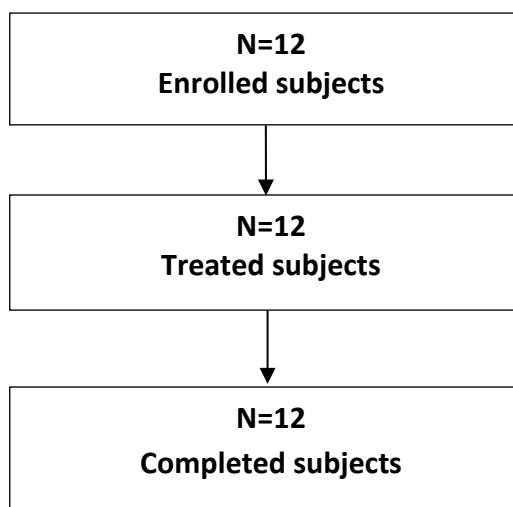 N=12
Enrolled subjects
N=12
Treated subjects
N=12
Completed subjects